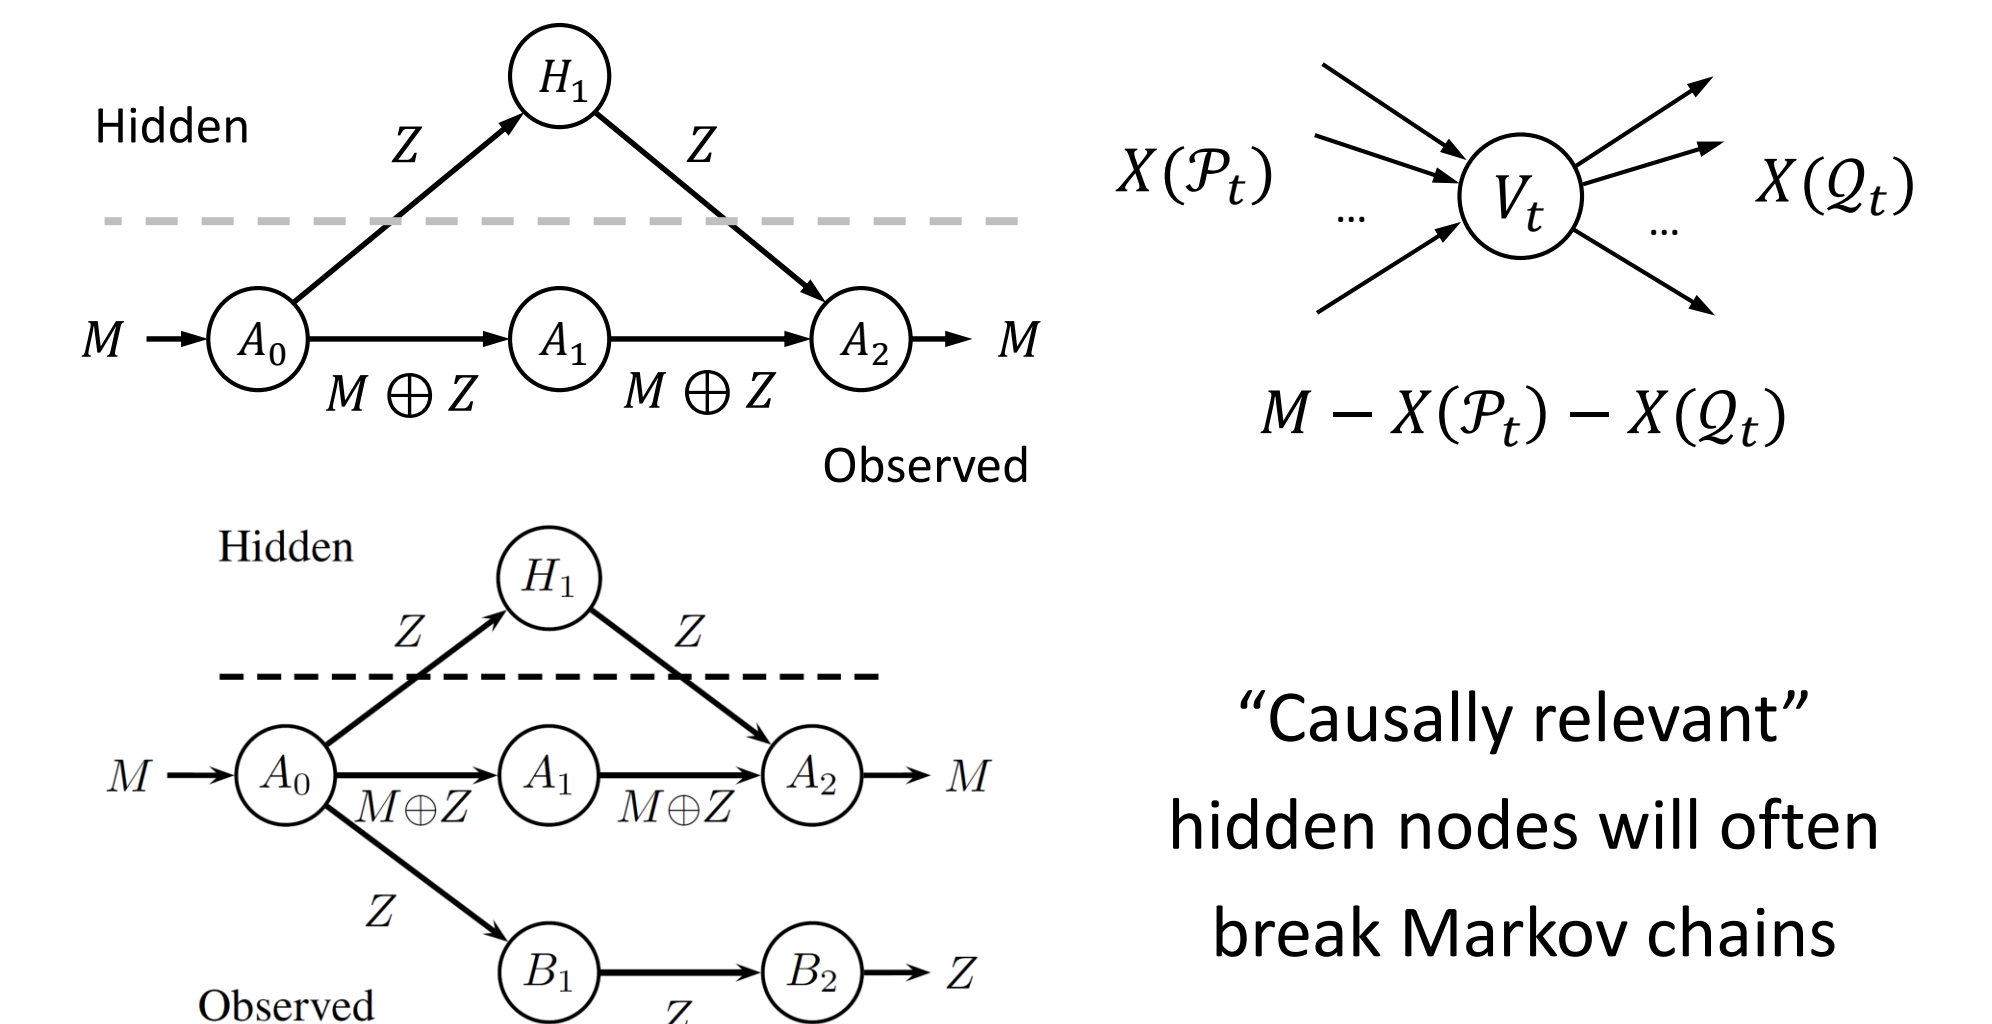 H₁
Hidden
Z Z
M A₀ A₁ A₂ M
M ⊕ Z M ⊕ Z
Observed
X(𝒫ₜ) ... Vₜ ... X(𝒬ₜ)
M − X(𝒫ₜ) − X(𝒬ₜ)
Hidden
H₁
Z Z
M A₀ A₁ A₂ M
M⊕Z M⊕Z
Z
B₁ B₂ Z
Z
Observed
“Causally relevant”
hidden nodes will often
break Markov chains